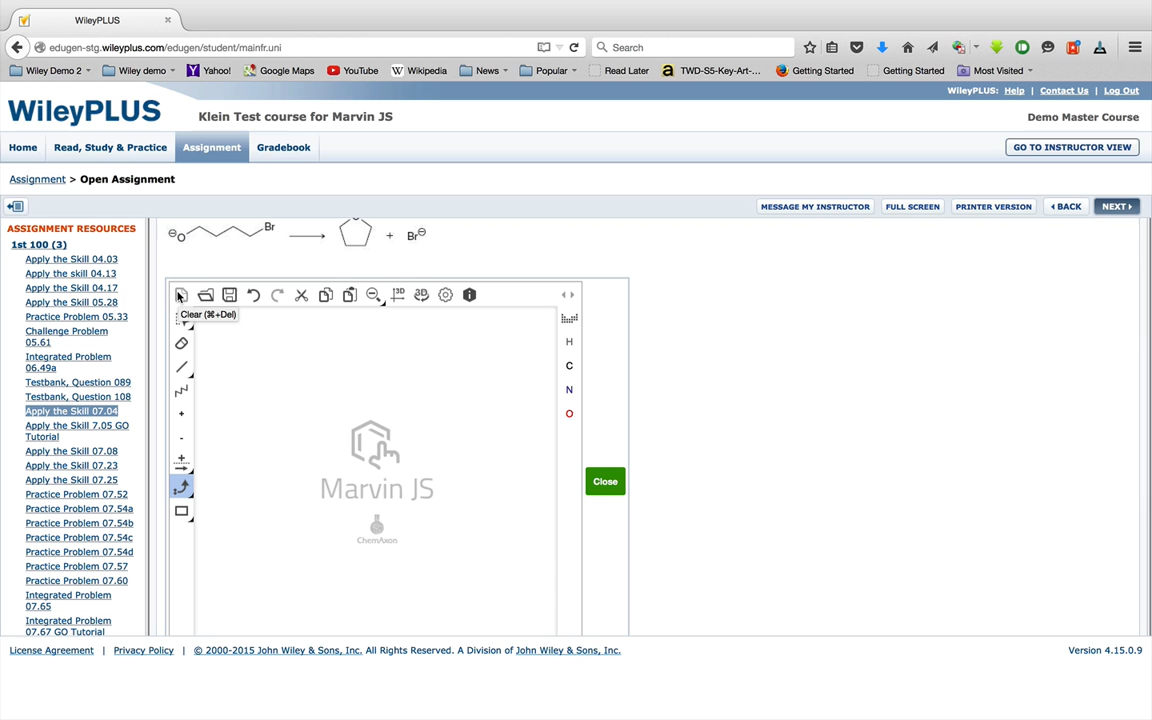 WileyPLUS
edugen-stg.wileyplus.com/edugen/student/mainfr.uni
Search
Wiley Demo 2
Wiley demo
Yahoo!
Google Maps
YouTube
Wikipedia
News
Popular
Read Later
TWD-S5-Key-Art-...
Getting Started
Getting Started
Most Visited
WileyPLUS: Help | Contact Us | Log Out
WileyPLUS
Klein Test course for Marvin JS
Demo Master Course
Home
Read, Study & Practice
Assignment
Gradebook
GO TO INSTRUCTOR VIEW
Assignment > Open Assignment
MESSAGE MY INSTRUCTOR
FULL SCREEN
PRINTER VERSION
BACK
NEXT
ASSIGNMENT RESOURCES
1st 100 (3)
Apply the Skill 04.03
Apply the skill 04.13
Apply the Skill 04.17
Apply the Skill 05.28
Practice Problem 05.33
Challenge Problem
05.61
Integrated Problem
06.49a
Testbank, Question 089
Testbank, Question 108
Apply the Skill 07.04
Apply the Skill 7.05 GO
Tutorial
Apply the Skill 07.08
Apply the Skill 07.23
Apply the Skill 07.25
Practice Problem 07.52
Practice Problem 07.54a
Practice Problem 07.54b
Practice Problem 07.54c
Practice Problem 07.54d
Practice Problem 07.57
Practice Problem 07.60
Integrated Problem
07.65
Integrated Problem
07.67 GO Tutorial
⊖O Br + Br⊖
3D
3D
Clear (⌘+Del)
H
C
N
O
+
-
Marvin JS
ChemAxon
Close
License Agreement | Privacy Policy | © 2000-2015 John Wiley & Sons, Inc. All Rights Reserved. A Division of John Wiley & Sons, Inc.
Version 4.15.0.9